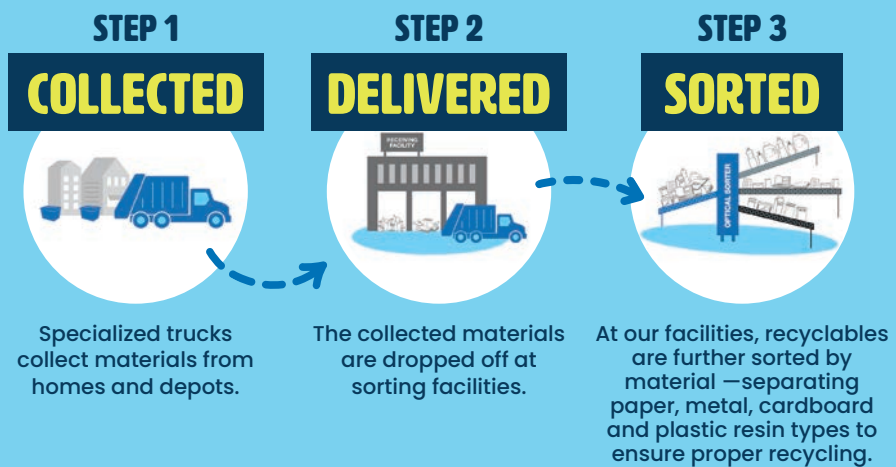 STEP 1
COLLECTED
Specialized trucks
collect materials from
homes and depots.
STEP 2
DELIVERED
RECEIVING
FACILITY
The collected materials
are dropped off at
sorting facilities.
STEP 3
SORTED
OPTICAL SORTER
At our facilities, recyclables
are further sorted by
material —separating
paper, metal, cardboard
and plastic resin types to
ensure proper recycling.